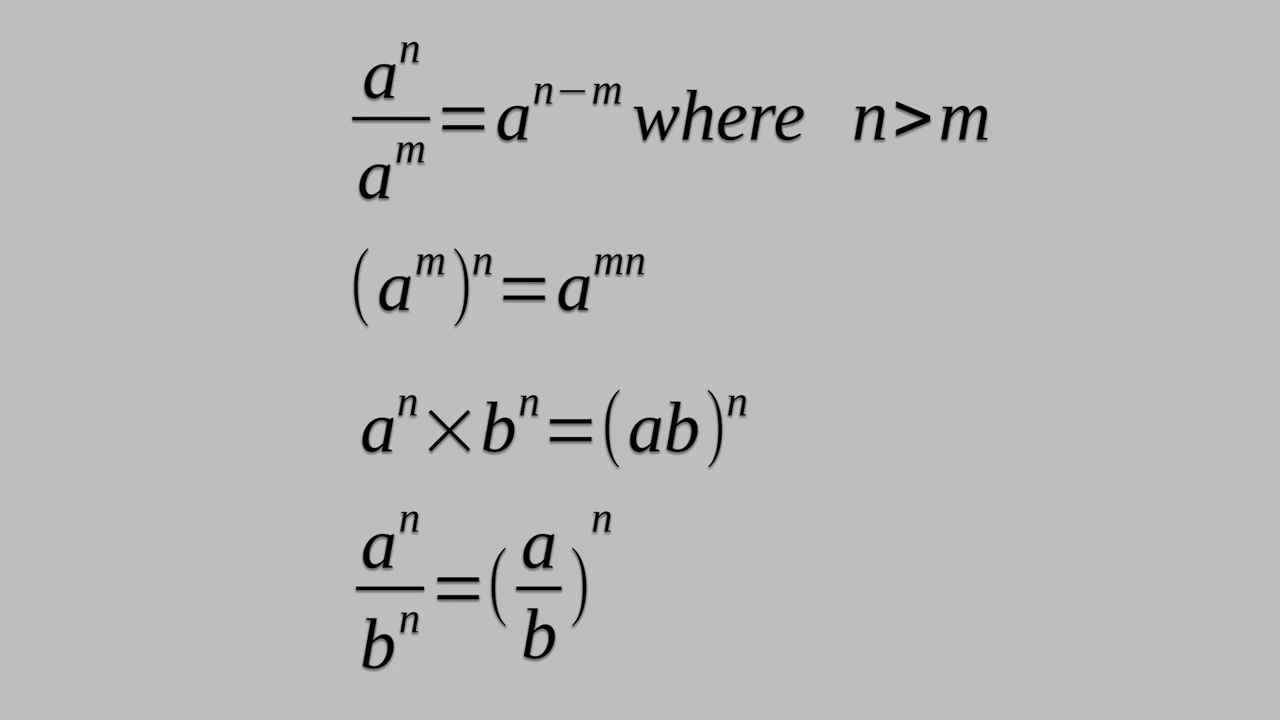 a^n/a^m = a^(n−m) where n>m
(a^m)^n = a^(mn)
a^n × b^n = (ab)^n
a^n/b^n = (a/b)^n